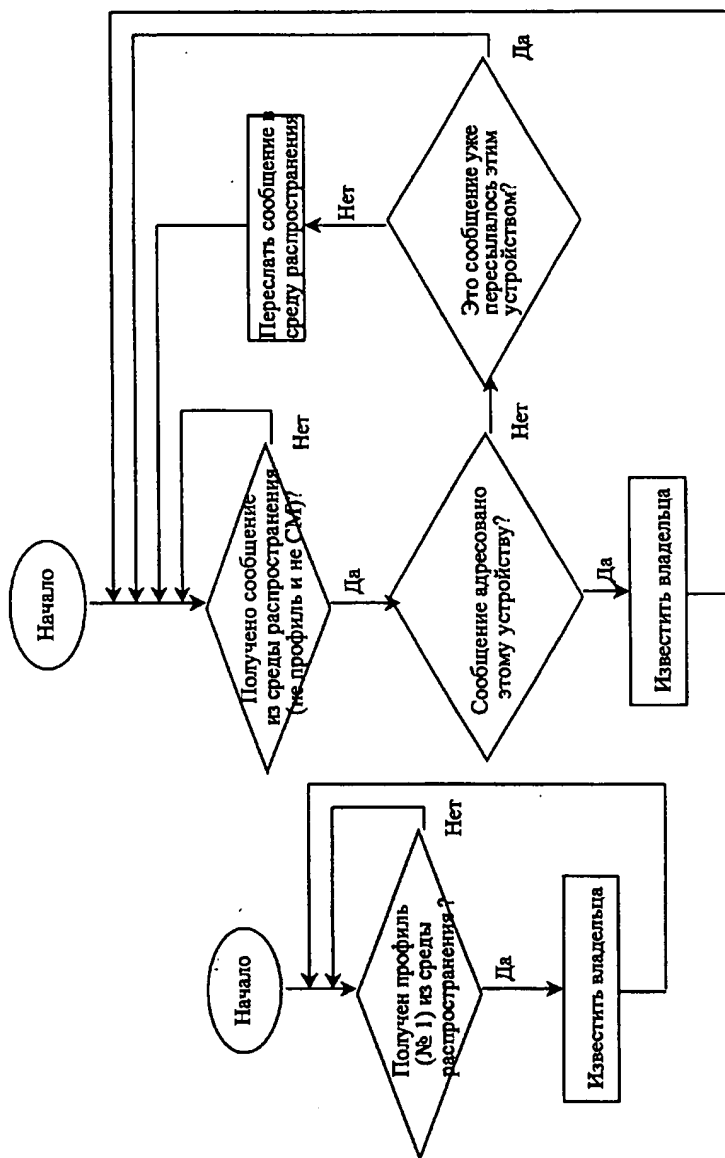 Начало
Получен профиль
(№ 1) из среды
распространения ?
Нет
Да
Известить владельца
Начало
Получено сообщение
из среды распространения
(не профиль и не СМ)?
Нет
Да
Сообщение адресовано
этому устройству?
Нет
Да
Известить владельца
Переслать сообщение в
среду распространения
Нет
Это сообщение уже
пересылалось этим
устройством?
Да